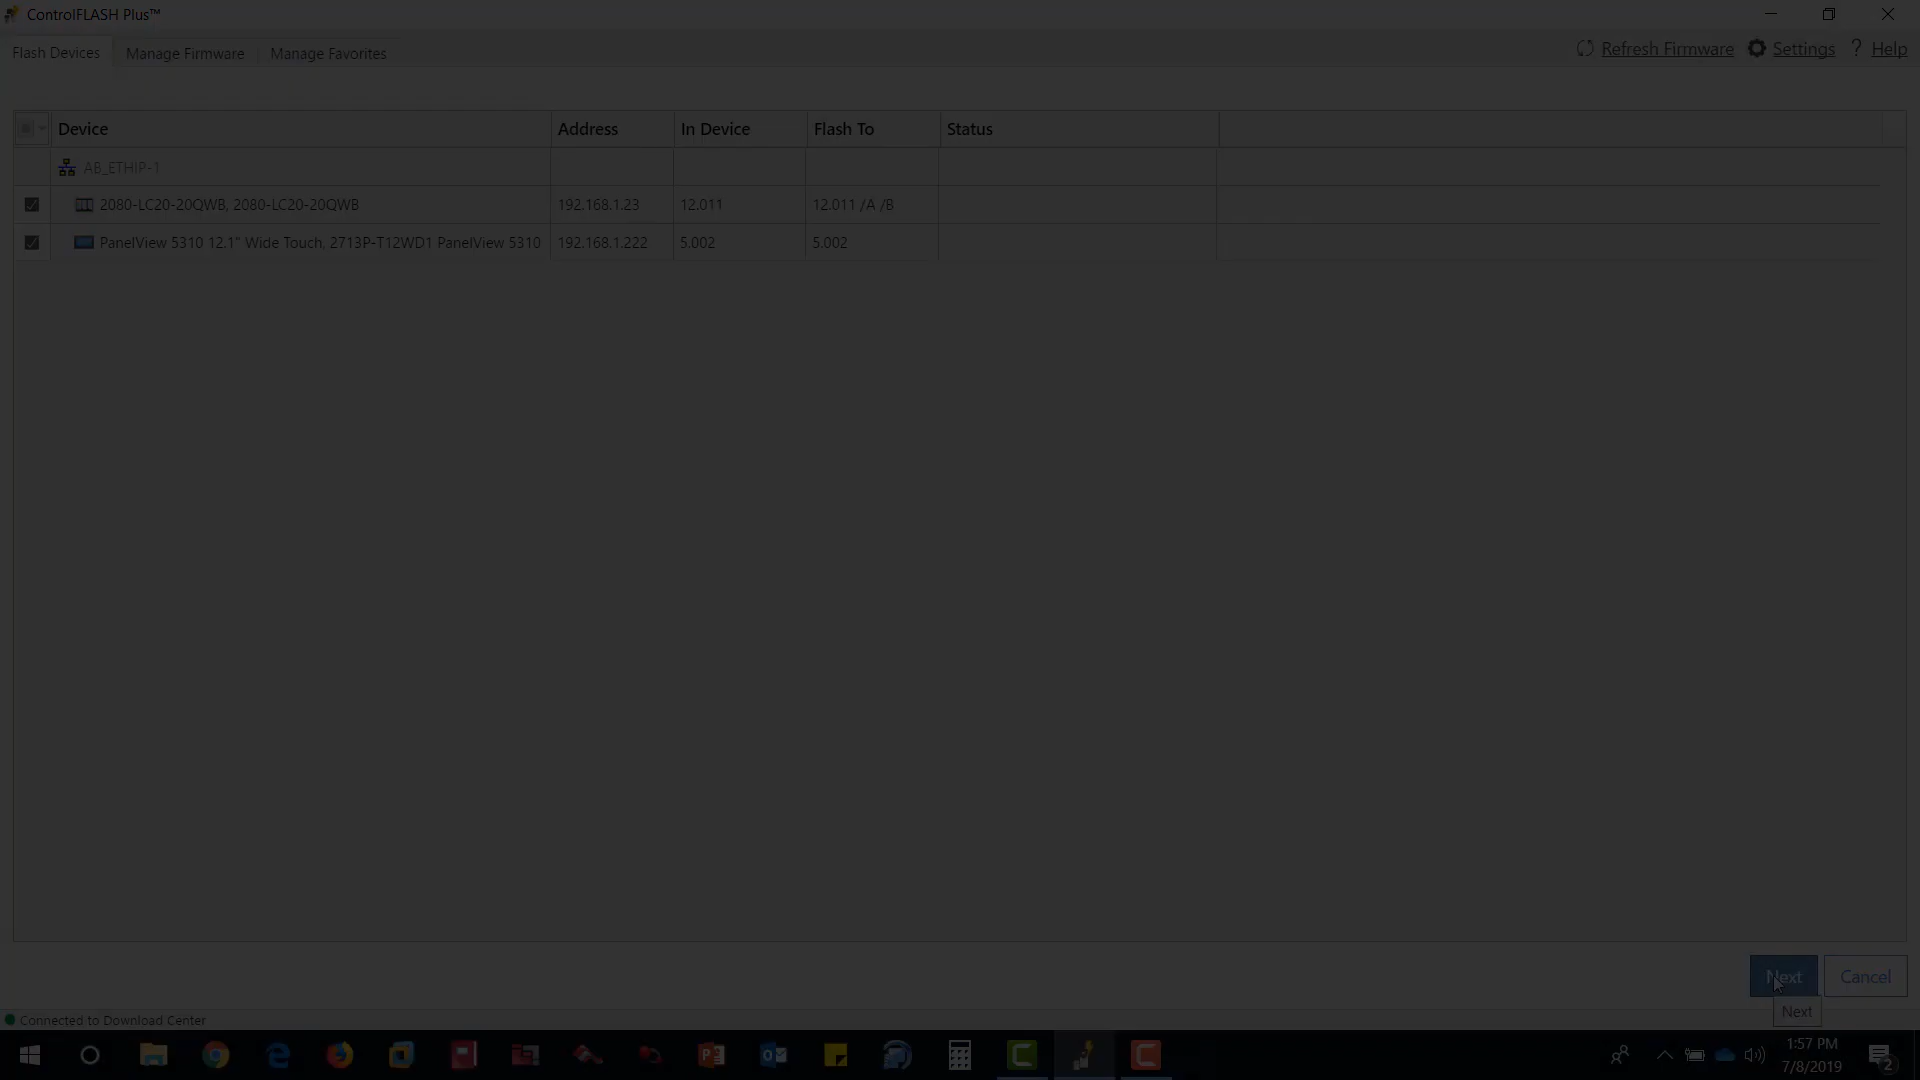 ControlFLASH Plus™
Flash Devices Manage Firmware Manage Favorites Refresh Firmware Settings ? Help
Device Address In Device Flash To Status
AB_ETHIP-1
2080-LC20-20QWB, 2080-LC20-20QWB 192.168.1.23 12.011 12.011 /A /B
PanelView 5310 12.1" Wide Touch, 2713P-T12WD1 PanelView 5310 192.168.1.222 5.002 5.002
Next Cancel
Next
Connected to Download Center
1:57 PM
7/8/2019
2